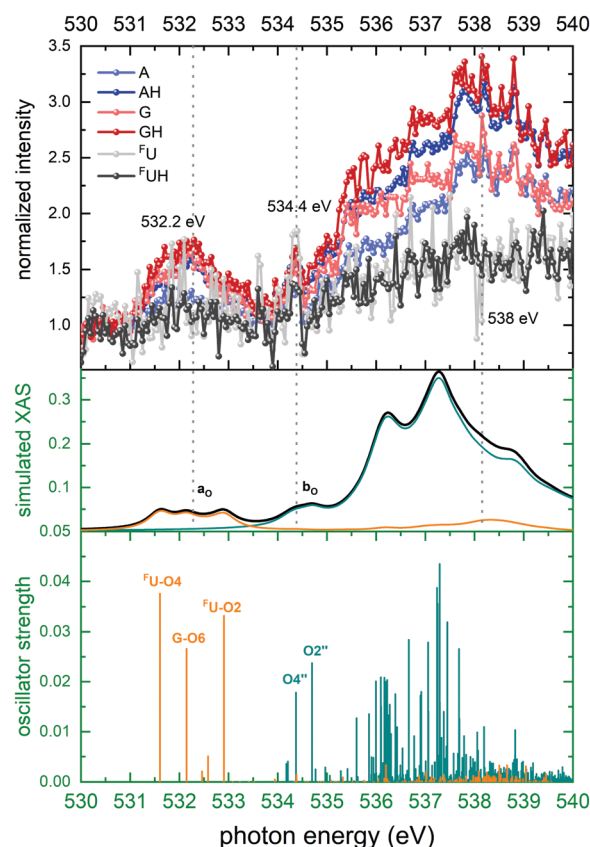 530 531 532 533 534 535 536 537 538 539 540
normalized intensity
3.5
3.0
2.5
2.0
1.5
1.0
A
AH
G
GH
ᶠU
ᶠUH
532.2 eV
534.4 eV
538 eV
simulated XAS
0.3
0.2
0.1
0.05
a₀
b₀
oscillator strength
0.04
0.03
0.02
0.01
0.00
ᶠU-O4
G-O6
ᶠU-O2
O4"
O2"
530 531 532 533 534 535 536 537 538 539 540
photon energy (eV)